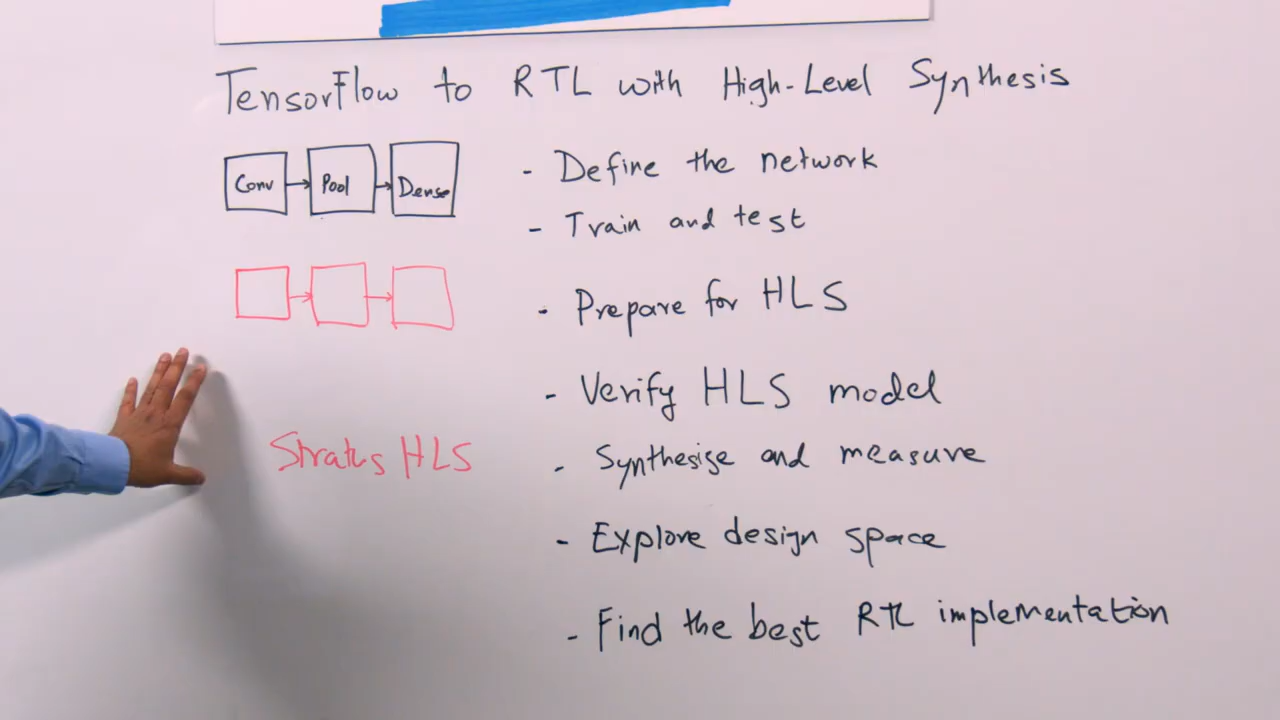 TensorFlow to RTL with High-Level Synthesis
Conv Pool Dense
- Define the network
- Train and test
- Prepare for HLS
- Verify HLS model
Stratus HLS
- Synthesise and measure
- Explore design space
- Find the best RTL implementation